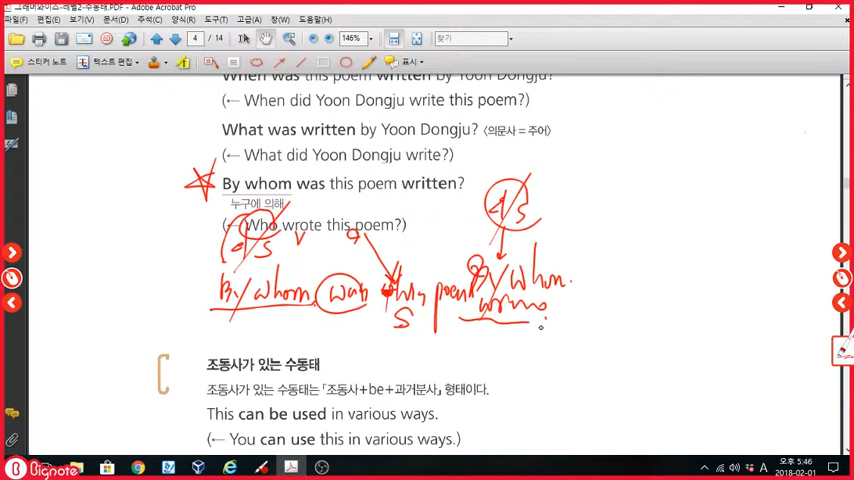 그래머와이즈-레벨2-수동태.PDF - Adobe Acrobat Pro
파일(F) 편집(E) 보기(V) 문서(D) 주석(C) 양식(R) 도구(T) 고급(A) 창(W) 도움말(H)
4 / 14 146% 찾기
스티커 노트 텍스트 편집 표시
When was this poem written by Yoon Dongju?
(← When did Yoon Dongju write this poem?)
What was written by Yoon Dongju? 〈의문사 = 주어〉
(← What did Yoon Dongju write?)
By whom was this poem written?
누구에 의해
(← Who wrote this poem?)
의 S V O
의 S
By whom was this poem By whom.
S
C 조동사가 있는 수동태
조동사가 있는 수동태는 「조동사+be+과거분사」 형태이다.
This can be used in various ways.
(← You can use this in various ways.)
Bignote
A 오후 5:46
2018-02-01